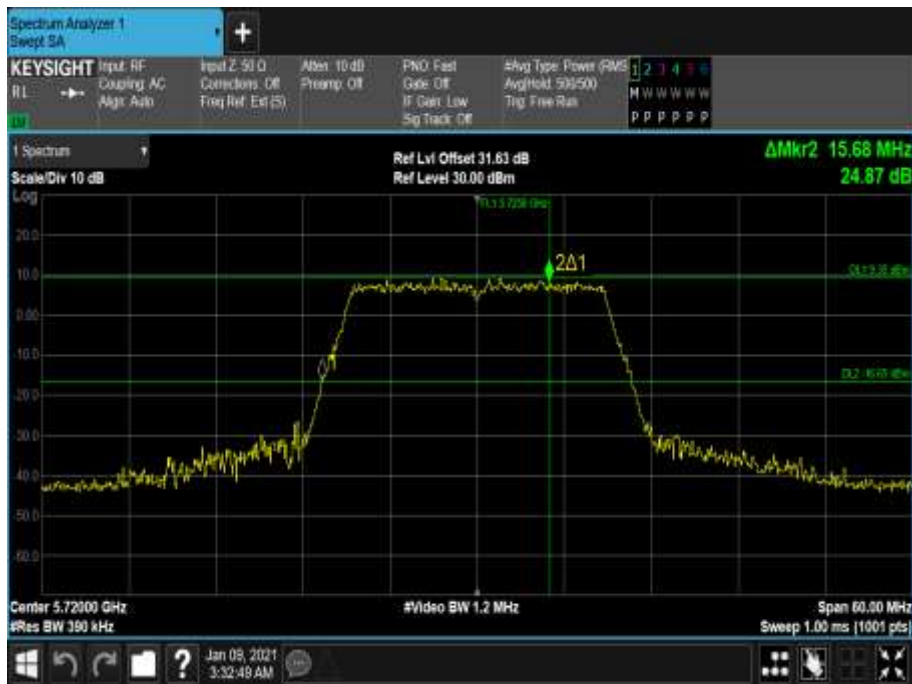 Spectrum Analyzer 1
Swept SA
+
KEYSIGHT Input: RF Input Z: 50 Ω Atten: 10 dB PNO: Fast #Avg Type: Power (RMS 1 2 3 4 5 6
RL Coupling: AC Corrections: Off Preamp: Off Gate: Off Avg|Hold: 500/500 M W W W W W
Align: Auto Freq Ref: Ext (S) IF Gain: Low Trig: Free Run
Sig Track: Off P P P P P P
1 Spectrum
Ref Lvl Offset 31.63 dB ΔMkr2 15.68 MHz
Scale/Div 10 dB Ref Level 30.00 dBm 24.87 dB
Log
20.0
2Δ1
10.0
0.00
-10.0
-20.0
-30.0
-40.0
-50.0
-60.0
Center 5.72000 GHz #Video BW 1.2 MHz Span 60.00 MHz
#Res BW 390 kHz Sweep 1.00 ms (1001 pts)
? Jan 09, 2021
3:32:49 AM